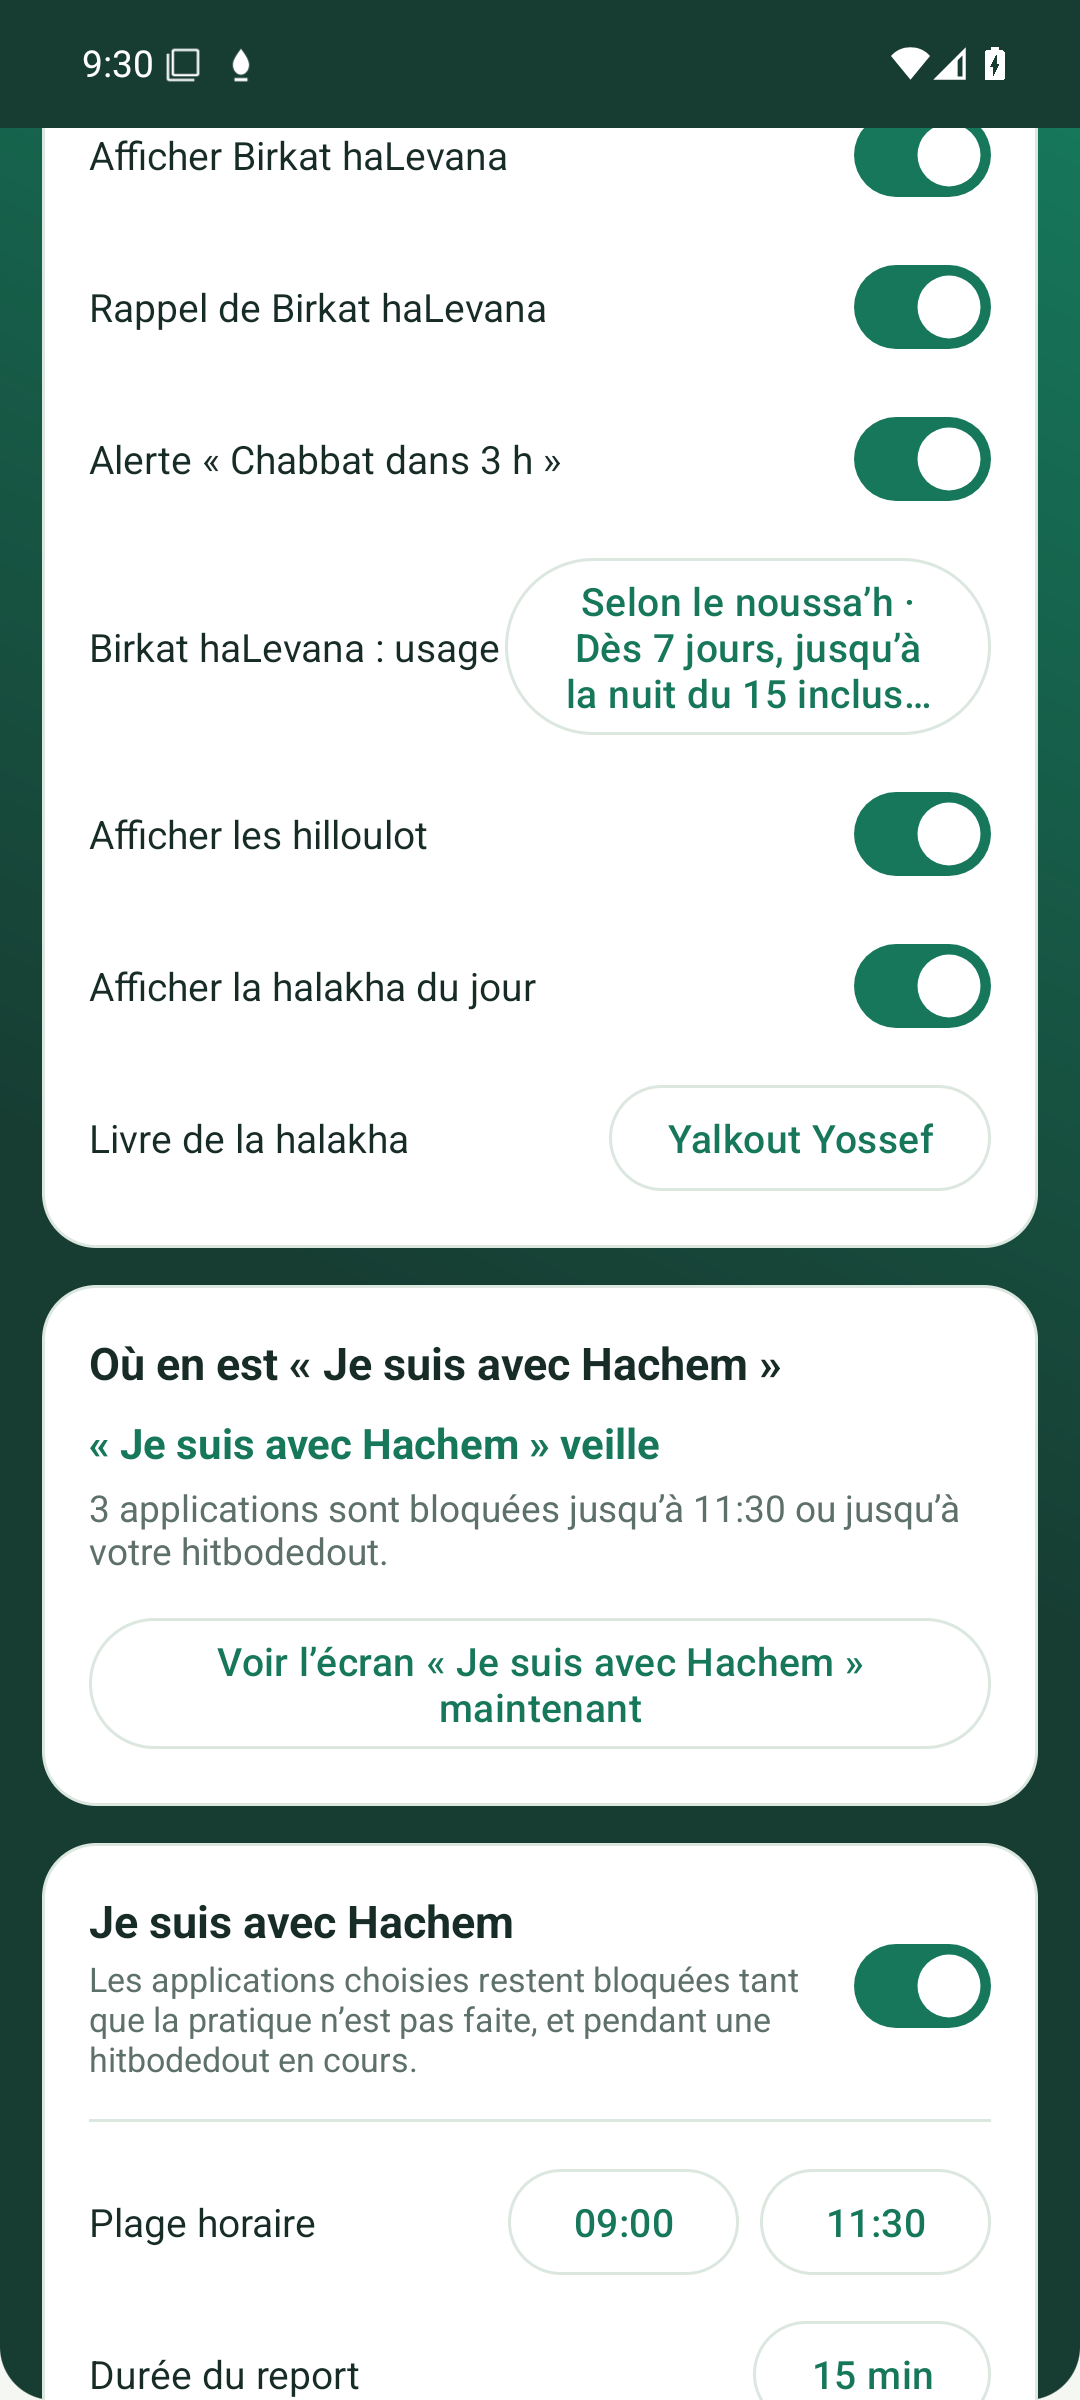 9:30
Afficher Birkat haLevana
Rappel de Birkat haLevana
Alerte « Chabbat dans 3 h »
Birkat haLevana : usage
Selon le noussa’h ·
Dès 7 jours, jusqu’à
la nuit du 15 inclus…
Afficher les hilloulot
Afficher la halakha du jour
Livre de la halakha
Yalkout Yossef
Où en est « Je suis avec Hachem »
« Je suis avec Hachem » veille
3 applications sont bloquées jusqu’à 11:30 ou jusqu’à
votre hitbodedout.
Voir l’écran « Je suis avec Hachem »
maintenant
Je suis avec Hachem
Les applications choisies restent bloquées tant
que la pratique n’est pas faite, et pendant une
hitbodedout en cours.
Plage horaire
09:00
11:30
Durée du report
15 min